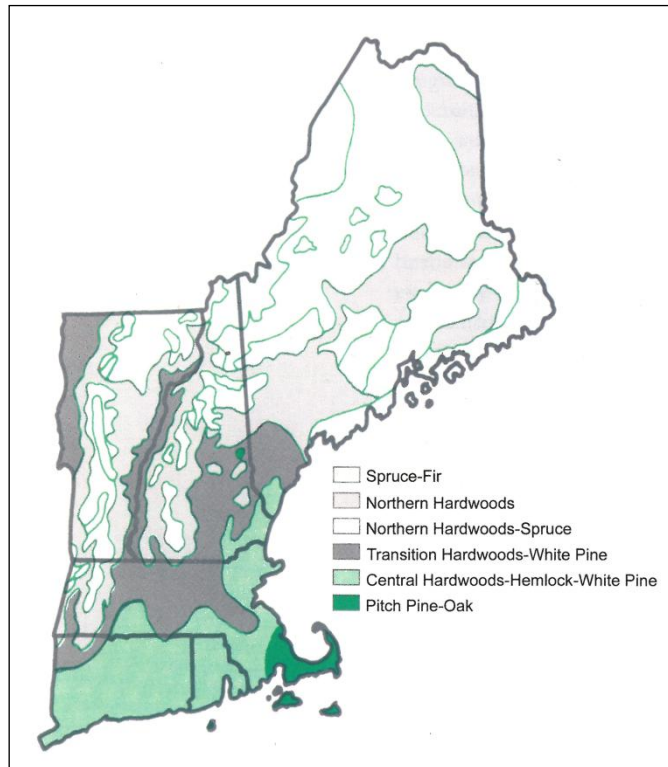 Spruce-Fir
Northern Hardwoods
Northern Hardwoods-Spruce
Transition Hardwoods-White Pine
Central Hardwoods-Hemlock-White Pine
Pitch Pine-Oak